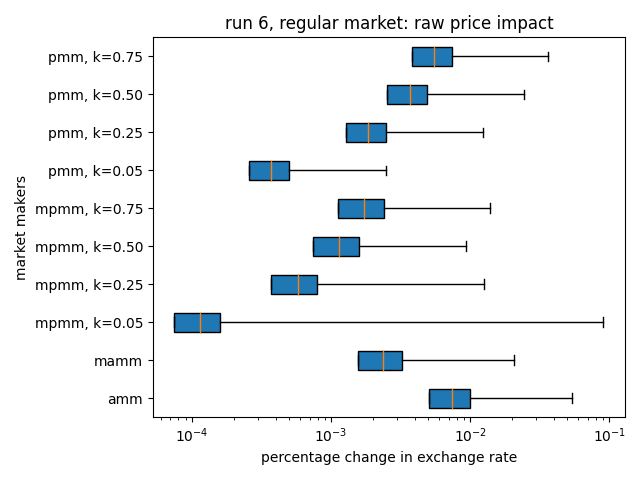 run 6, regular market: raw price impact
market makers
pmm, k=0.75
pmm, k=0.50
pmm, k=0.25
pmm, k=0.05
mpmm, k=0.75
mpmm, k=0.50
mpmm, k=0.25
mpmm, k=0.05
mamm
amm
10⁻⁴ 10⁻³ 10⁻² 10⁻¹
percentage change in exchange rate